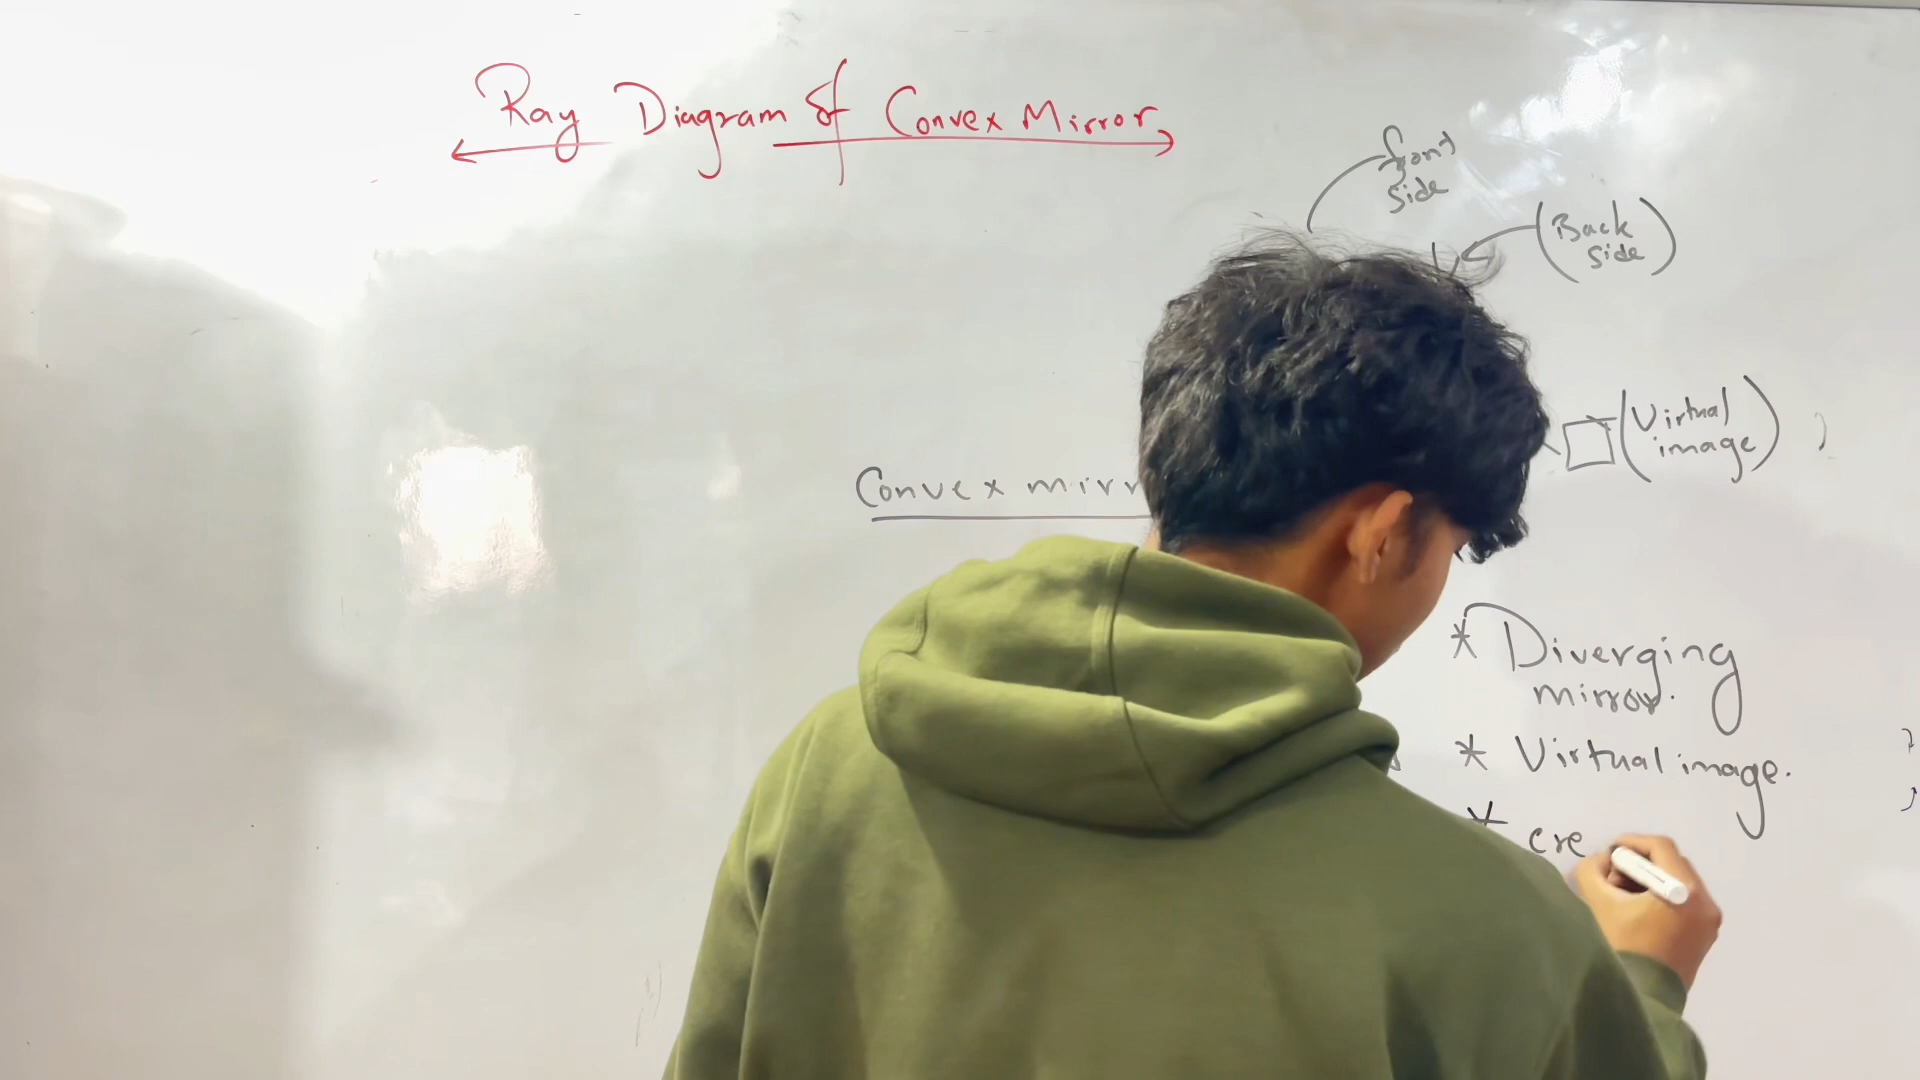 Ray Diagram of Convex Mirror
front
side
(Back
side)
(Virtual
image)
Convex mirr
* Diverging
mirror.
* Virtual image.
* cre